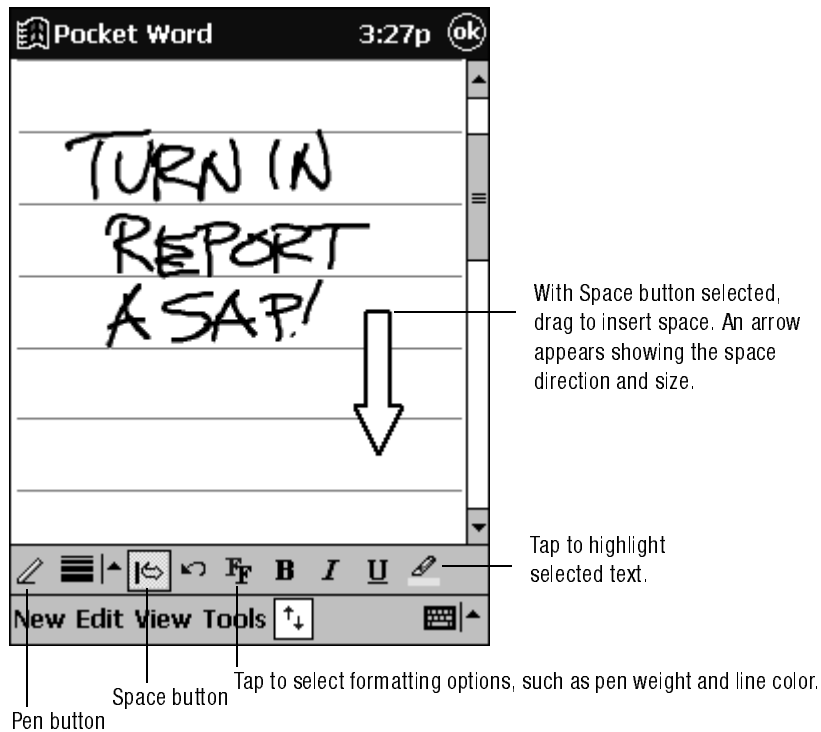 Pocket Word 3:27p ok
TURN IN
REPORT
ASAP!
With Space button selected,
drag to insert space. An arrow
appears showing the space
direction and size.
Tap to highlight
selected text.
FF B I U
New Edit View Tools
Tap to select formatting options, such as pen weight and line color.
Space button
Pen button